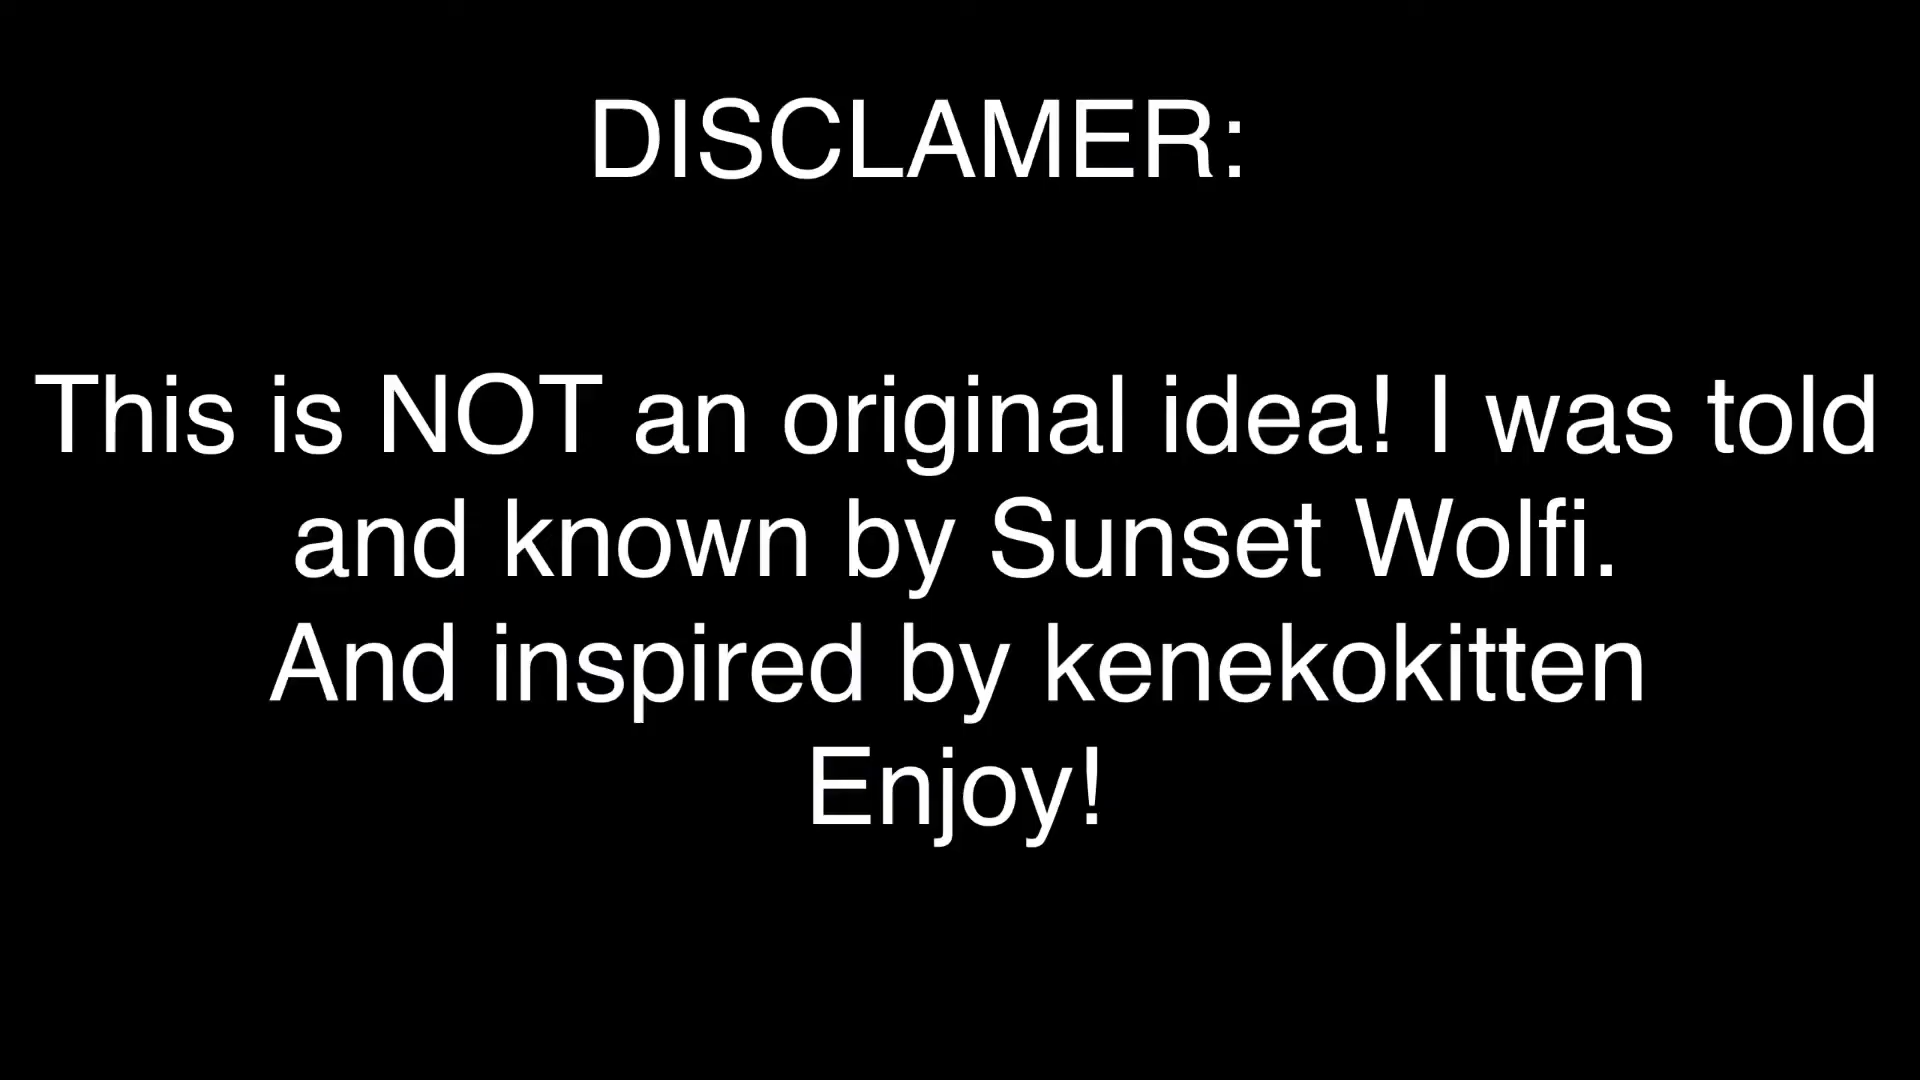 DISCLAMER:
This is NOT an original idea! I was told
and known by Sunset Wolfi.
And inspired by kenekokitten
Enjoy!